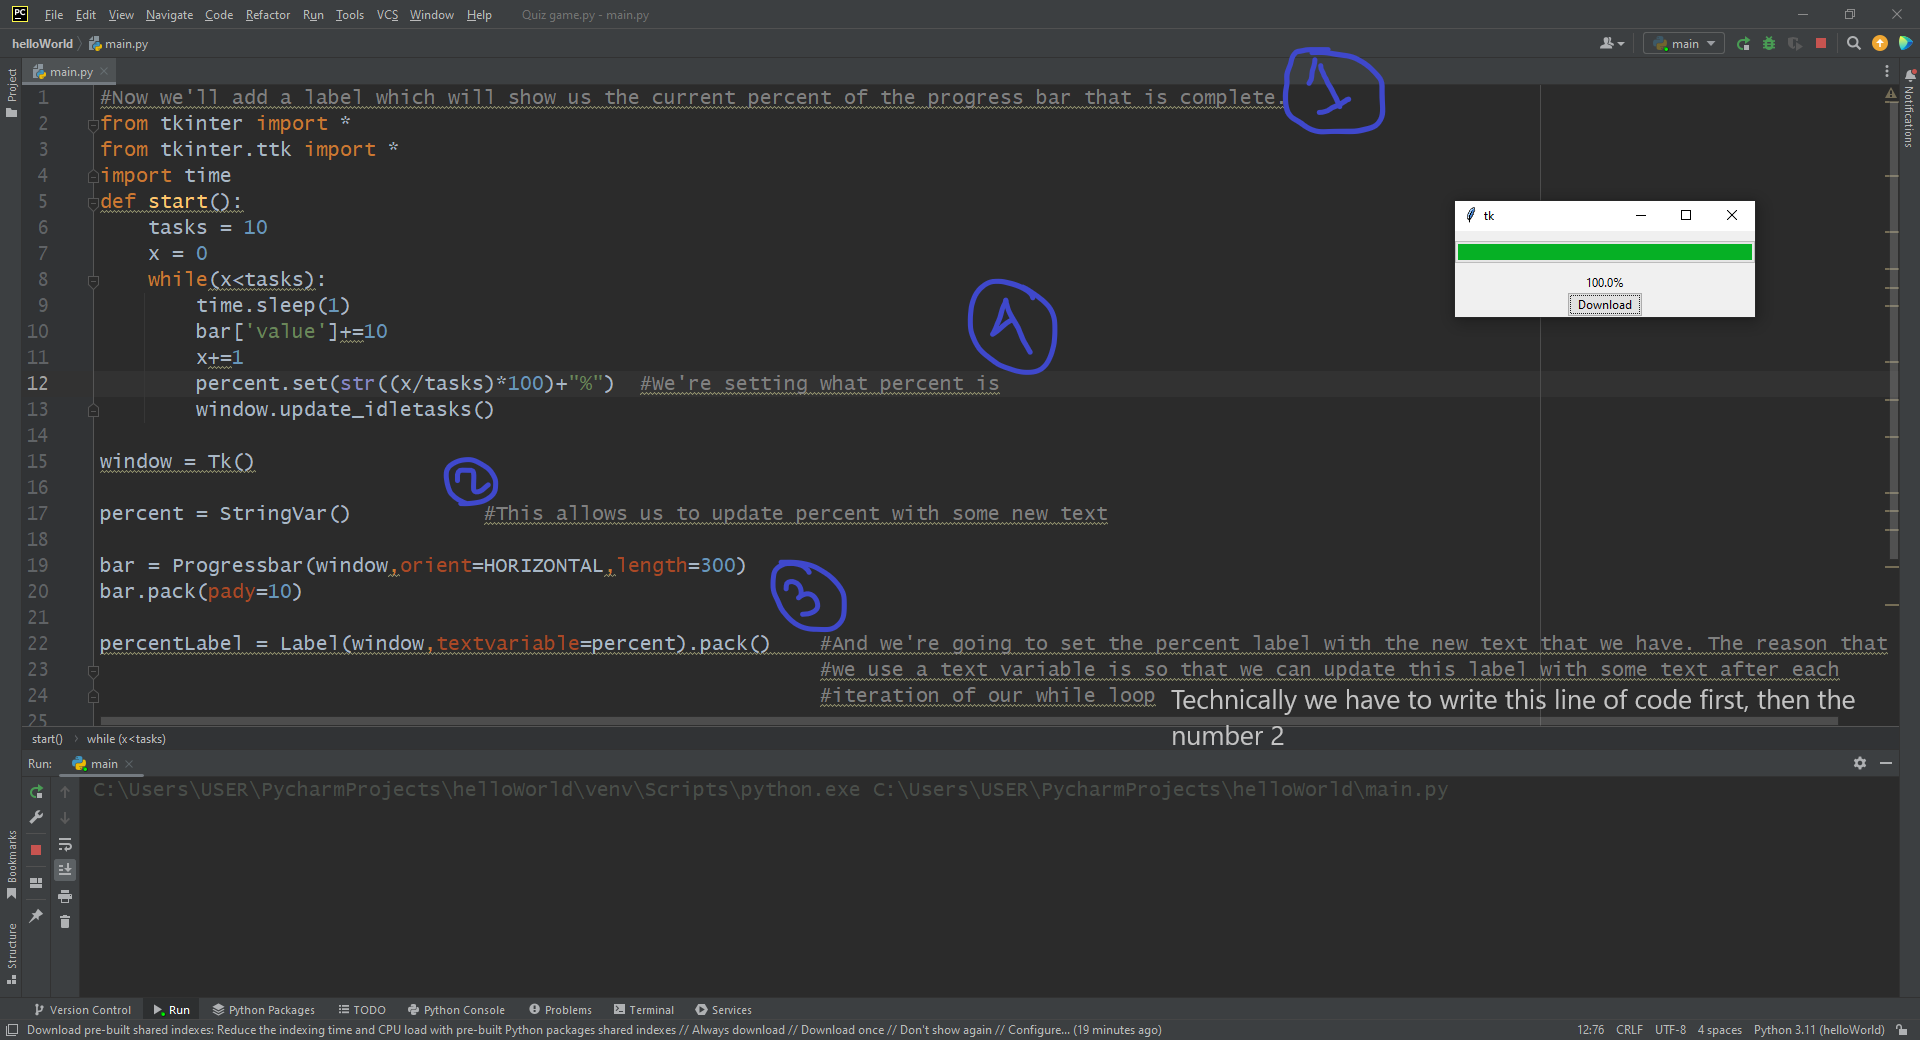 File Edit View Navigate Code Refactor Run Tools VCS Window Help Quiz game.py - main.py
helloWorld main.py main
main.py
Project
Notifications
1 #Now we'll add a label which will show us the current percent of the progress bar that is complete.
1
2 from tkinter import *
3 from tkinter.ttk import *
4 import time
5 def start():
6 tasks = 10
7 x = 0
8 while(x<tasks):
9 time.sleep(1)
10 bar['value']+=10
11 x+=1
12 percent.set(str((x/tasks)*100)+"%") #We're setting what percent is
13 window.update_idletasks()
14
15 window = Tk()
16
17 percent = StringVar() #This allows us to update percent with some new text
18
19 bar = Progressbar(window,orient=HORIZONTAL,length=300)
20 bar.pack(pady=10)
21
22 percentLabel = Label(window,textvariable=percent).pack() #And we're going to set the percent label with the new text that we have. The reason that
23 #we use a text variable is so that we can update this label with some text after each
24 #iteration of our while loop
25
4
2
3
Technically we have to write this line of code first, then the
number 2
tk
100.0%
Download
start() while (x<tasks)
Run: main
C:\Users\USER\PycharmProjects\helloWorld\venv\Scripts\python.exe C:\Users\USER\PycharmProjects\helloWorld\main.py
Bookmarks
Structure
Version Control Run Python Packages TODO Python Console Problems Terminal Services
Download pre-built shared indexes: Reduce the indexing time and CPU load with pre-built Python packages shared indexes // Always download // Download once // Don't show again // Configure... (19 minutes ago) 12:76 CRLF UTF-8 4 spaces Python 3.11 (helloWorld)